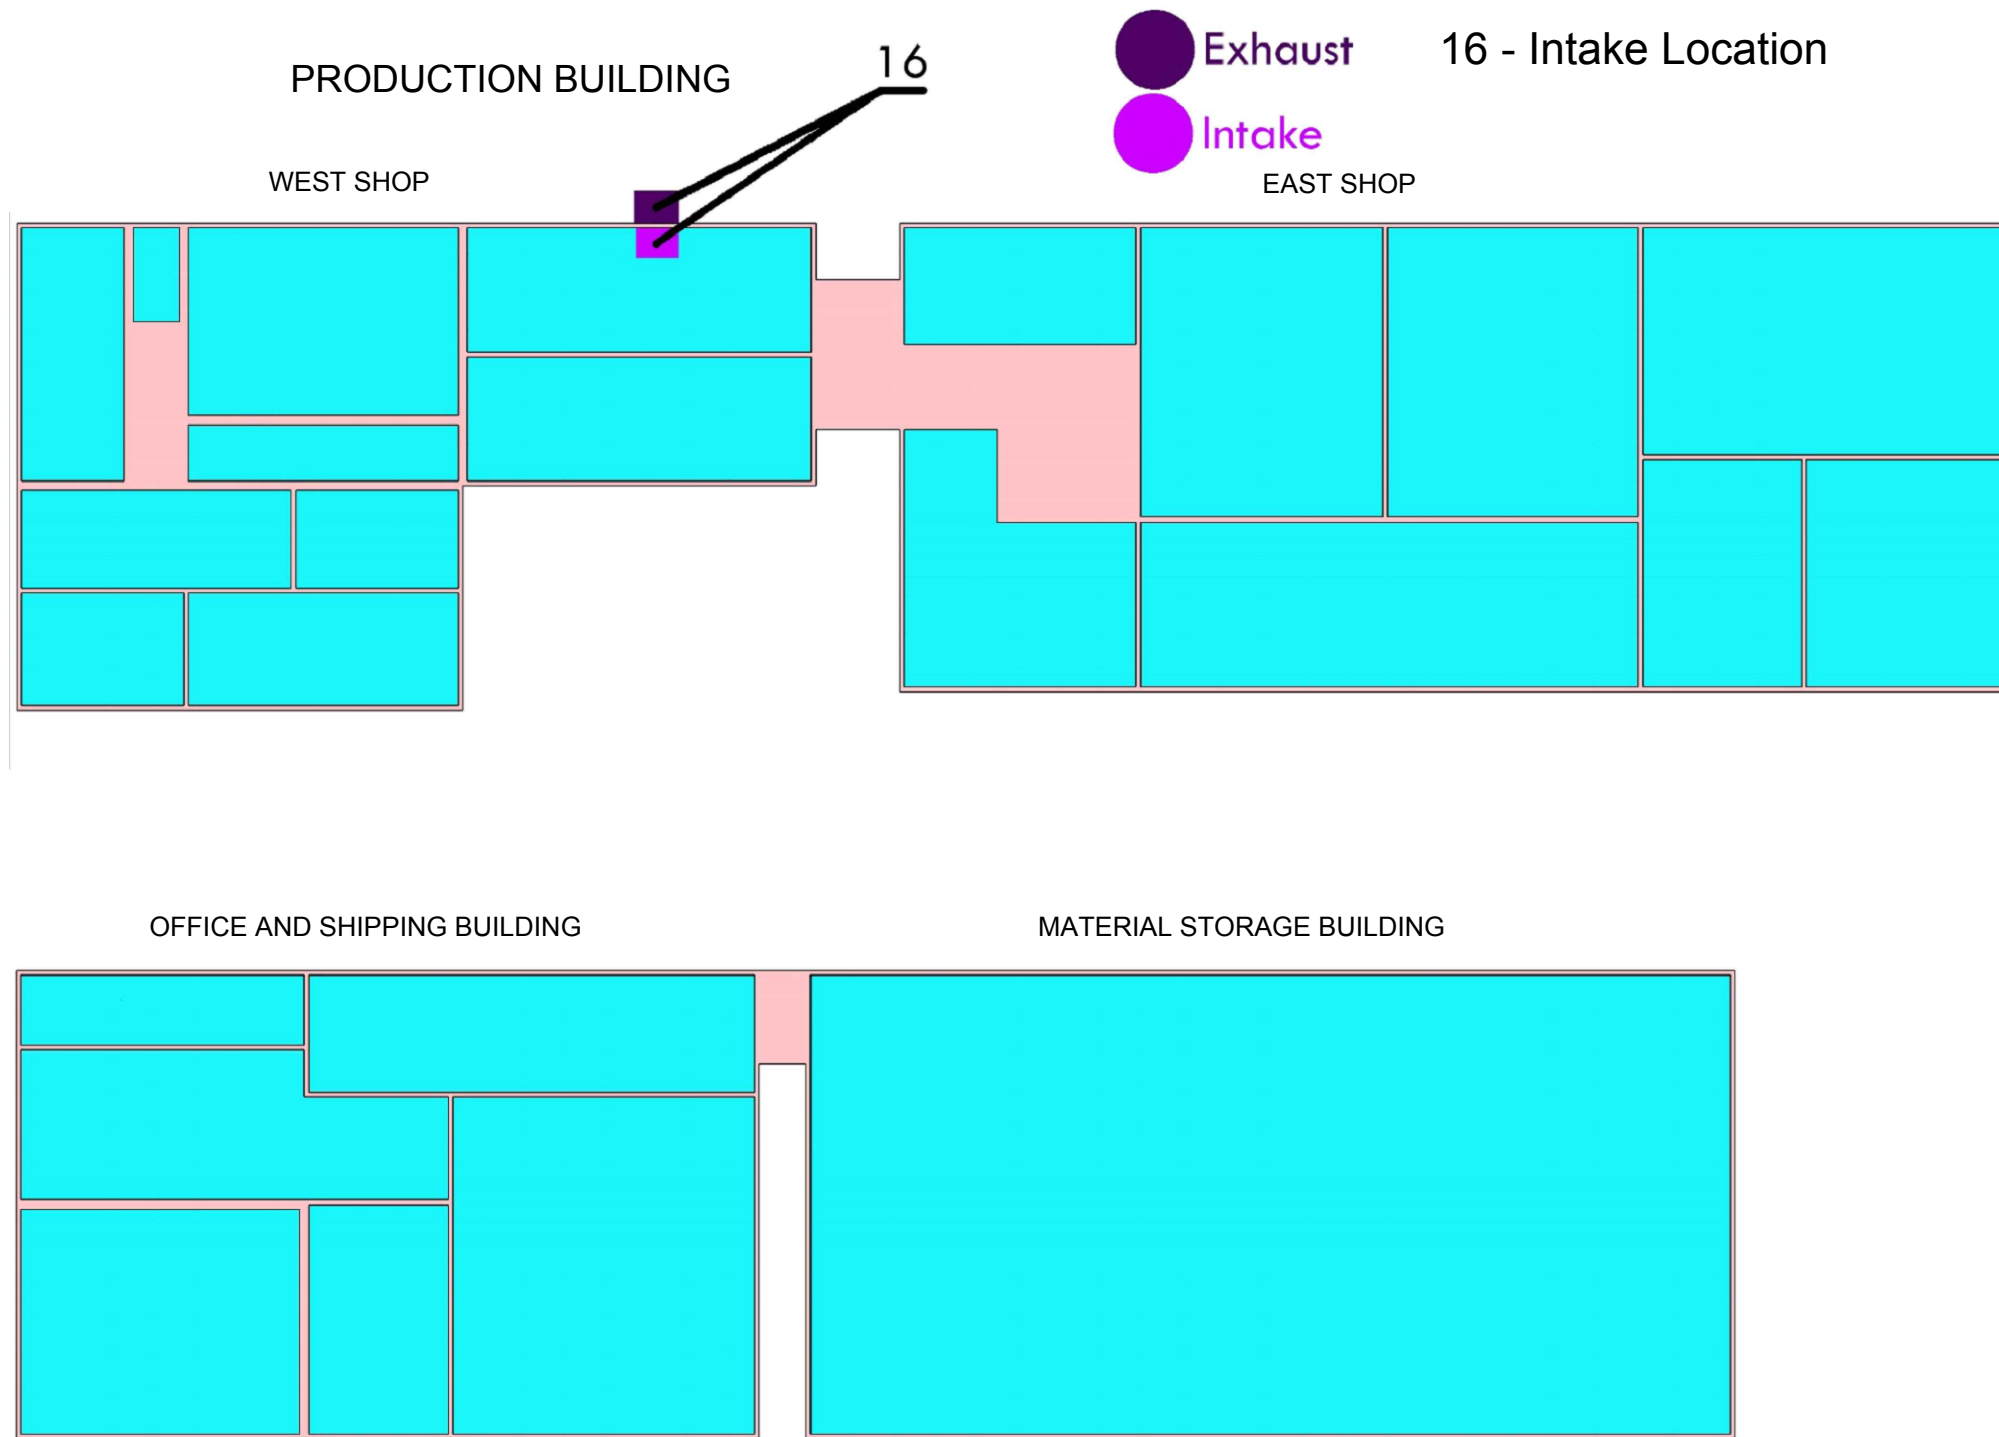 PRODUCTION BUILDING
16
Exhaust
16 - Intake Location
Intake
WEST SHOP
EAST SHOP
OFFICE AND SHIPPING BUILDING
MATERIAL STORAGE BUILDING